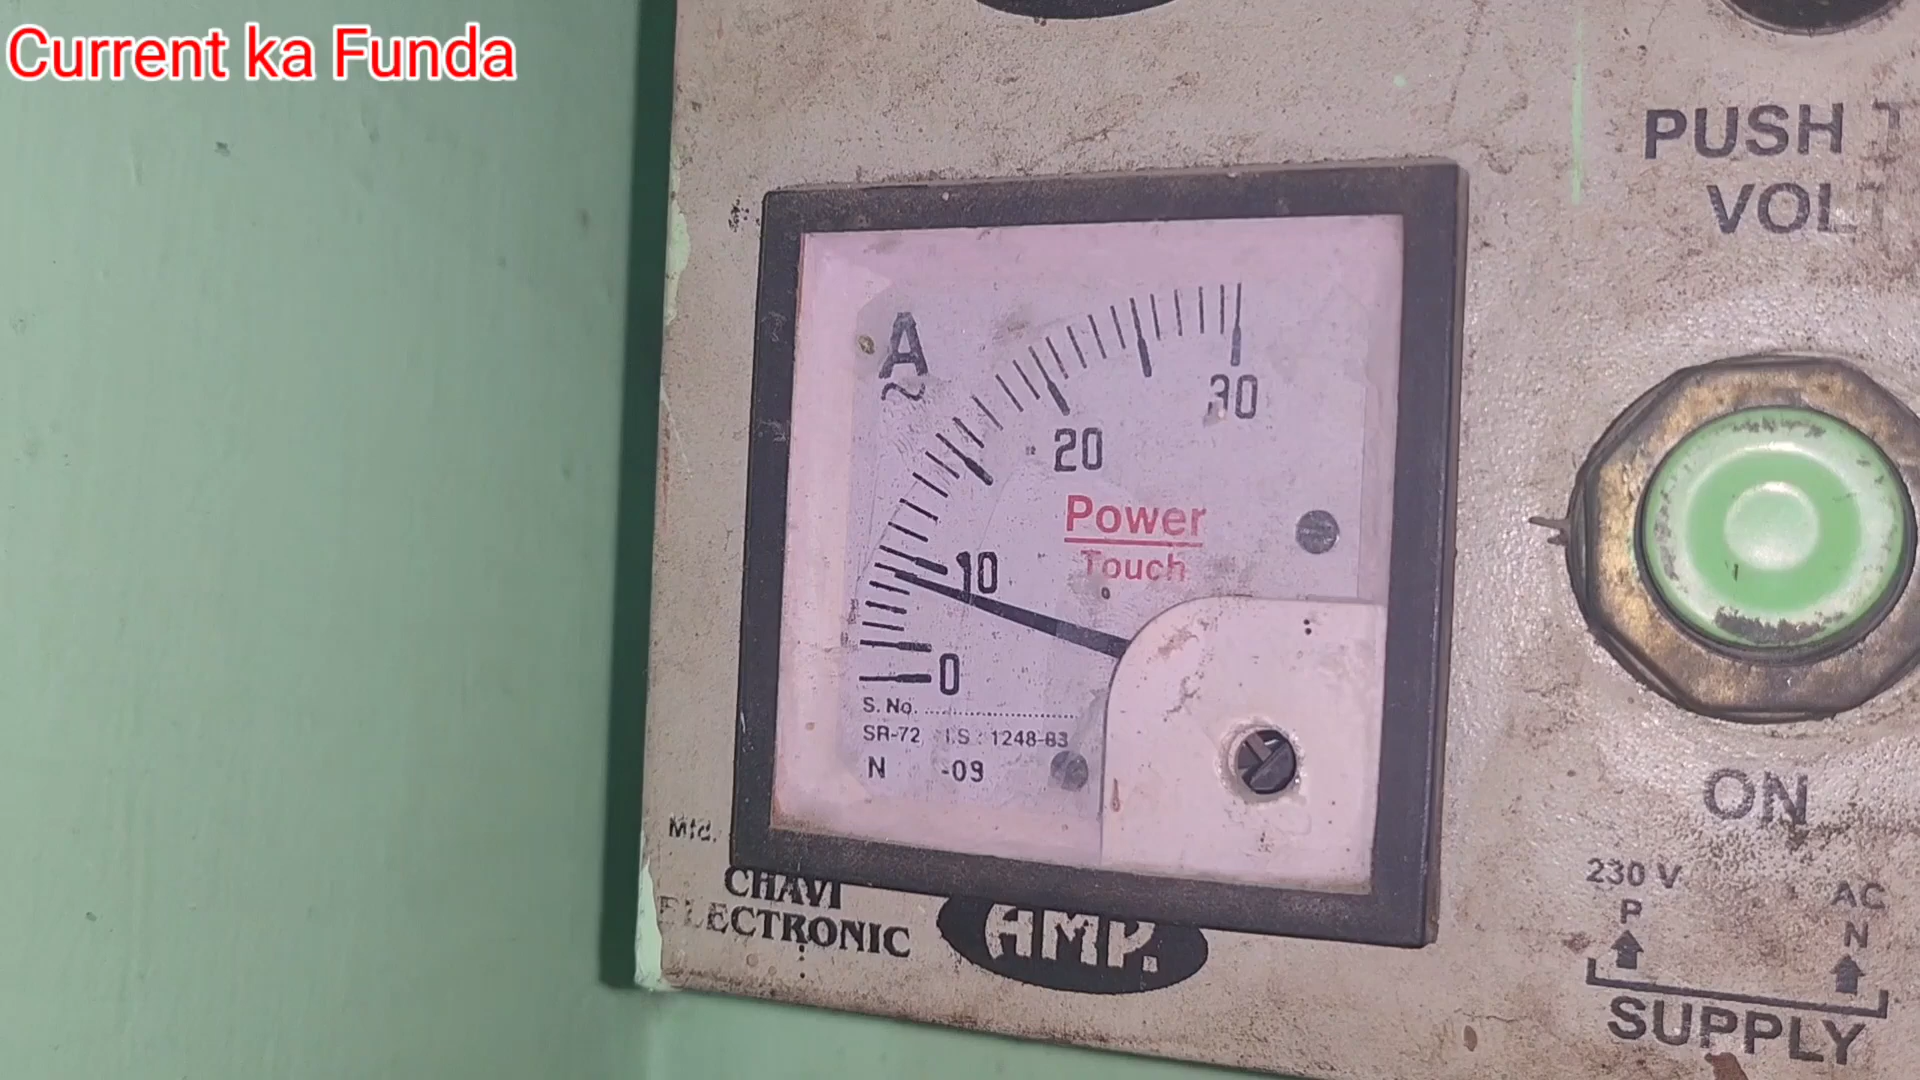 Current ka Funda
PUSH T
VOLT
A
30
20
Power
Touch
10
0
S. No.
SR-72 I.S : 1248-83
N -09
ON
Mfd.
CHAVI
ELECTRONIC
AMP.
230 V AC
P N
SUPPLY